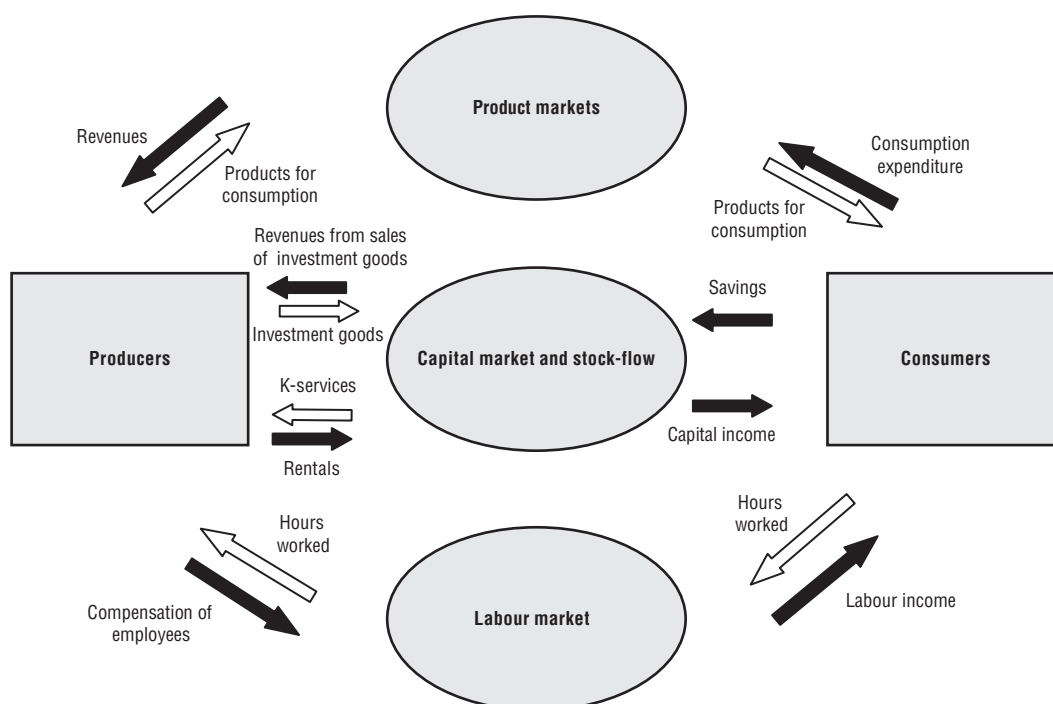 Product markets
Revenues
Products for
consumption
Consumption
expenditure
Products for
consumption
Revenues from sales
of investment goods
Investment goods
Savings
Producers
Capital market and stock-flow
Consumers
K-services
Rentals
Capital income
Hours
worked
Compensation of
employees
Hours
worked
Labour income
Labour market